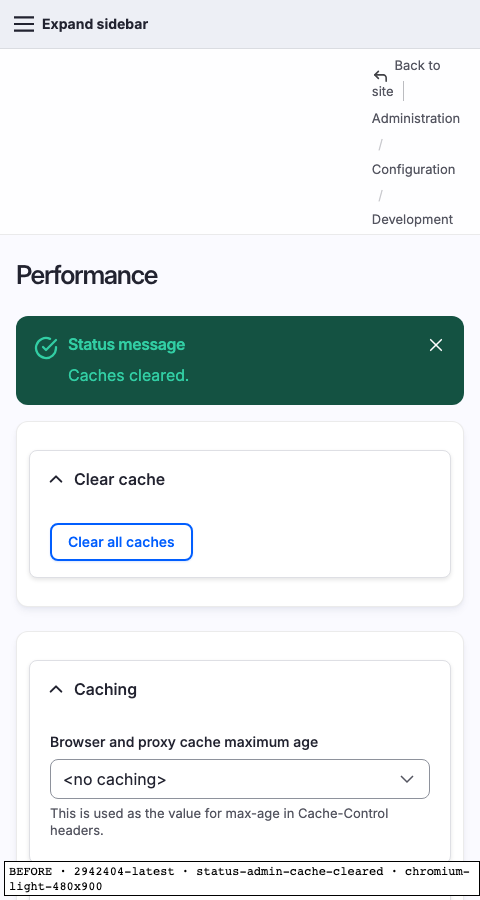 Expand sidebar
Back to
site
Administration
/
Configuration
/
Development
Performance
Status message
Caches cleared.
Clear cache
Clear all caches
Caching
Browser and proxy cache maximum age
<no caching>
This is used as the value for max-age in Cache-Control
headers.
BEFORE · 2942404-latest · status-admin-cache-cleared · chromium-
light-480x900